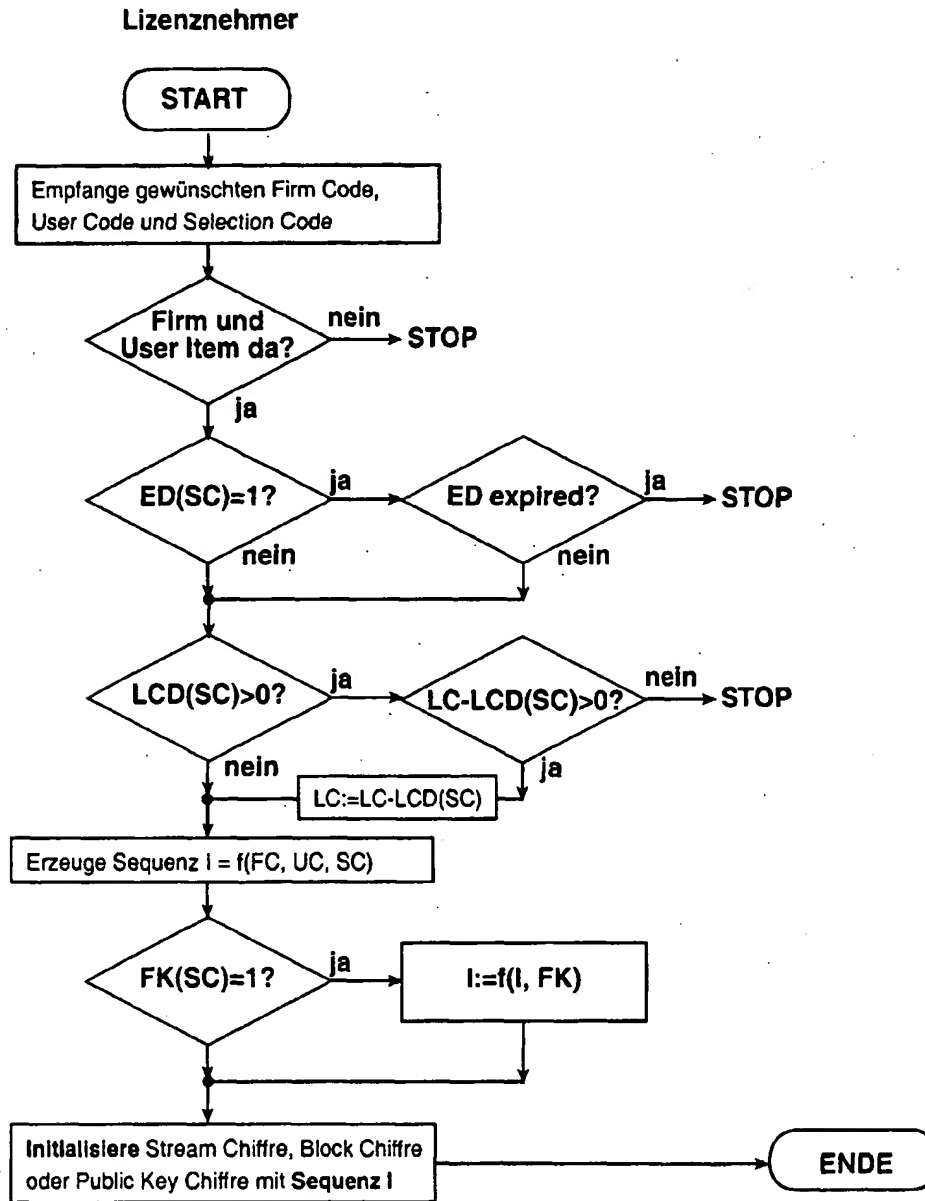 Lizenznehmer
START
Empfange gewünschten Firm Code,
User Code und Selection Code
Firm und
User Item da?
nein
STOP
ja
ED(SC)=1?
ja
ED expired?
ja
STOP
nein
nein
LCD(SC)>0?
ja
LC-LCD(SC)>0?
nein
STOP
nein
ja
LC:=LC-LCD(SC)
Erzeuge Sequenz I = f(FC, UC, SC)
FK(SC)=1?
ja
I:=f(I, FK)
Initialisiere Stream Chiffre, Block Chiffre
oder Public Key Chiffre mit Sequenz I
ENDE